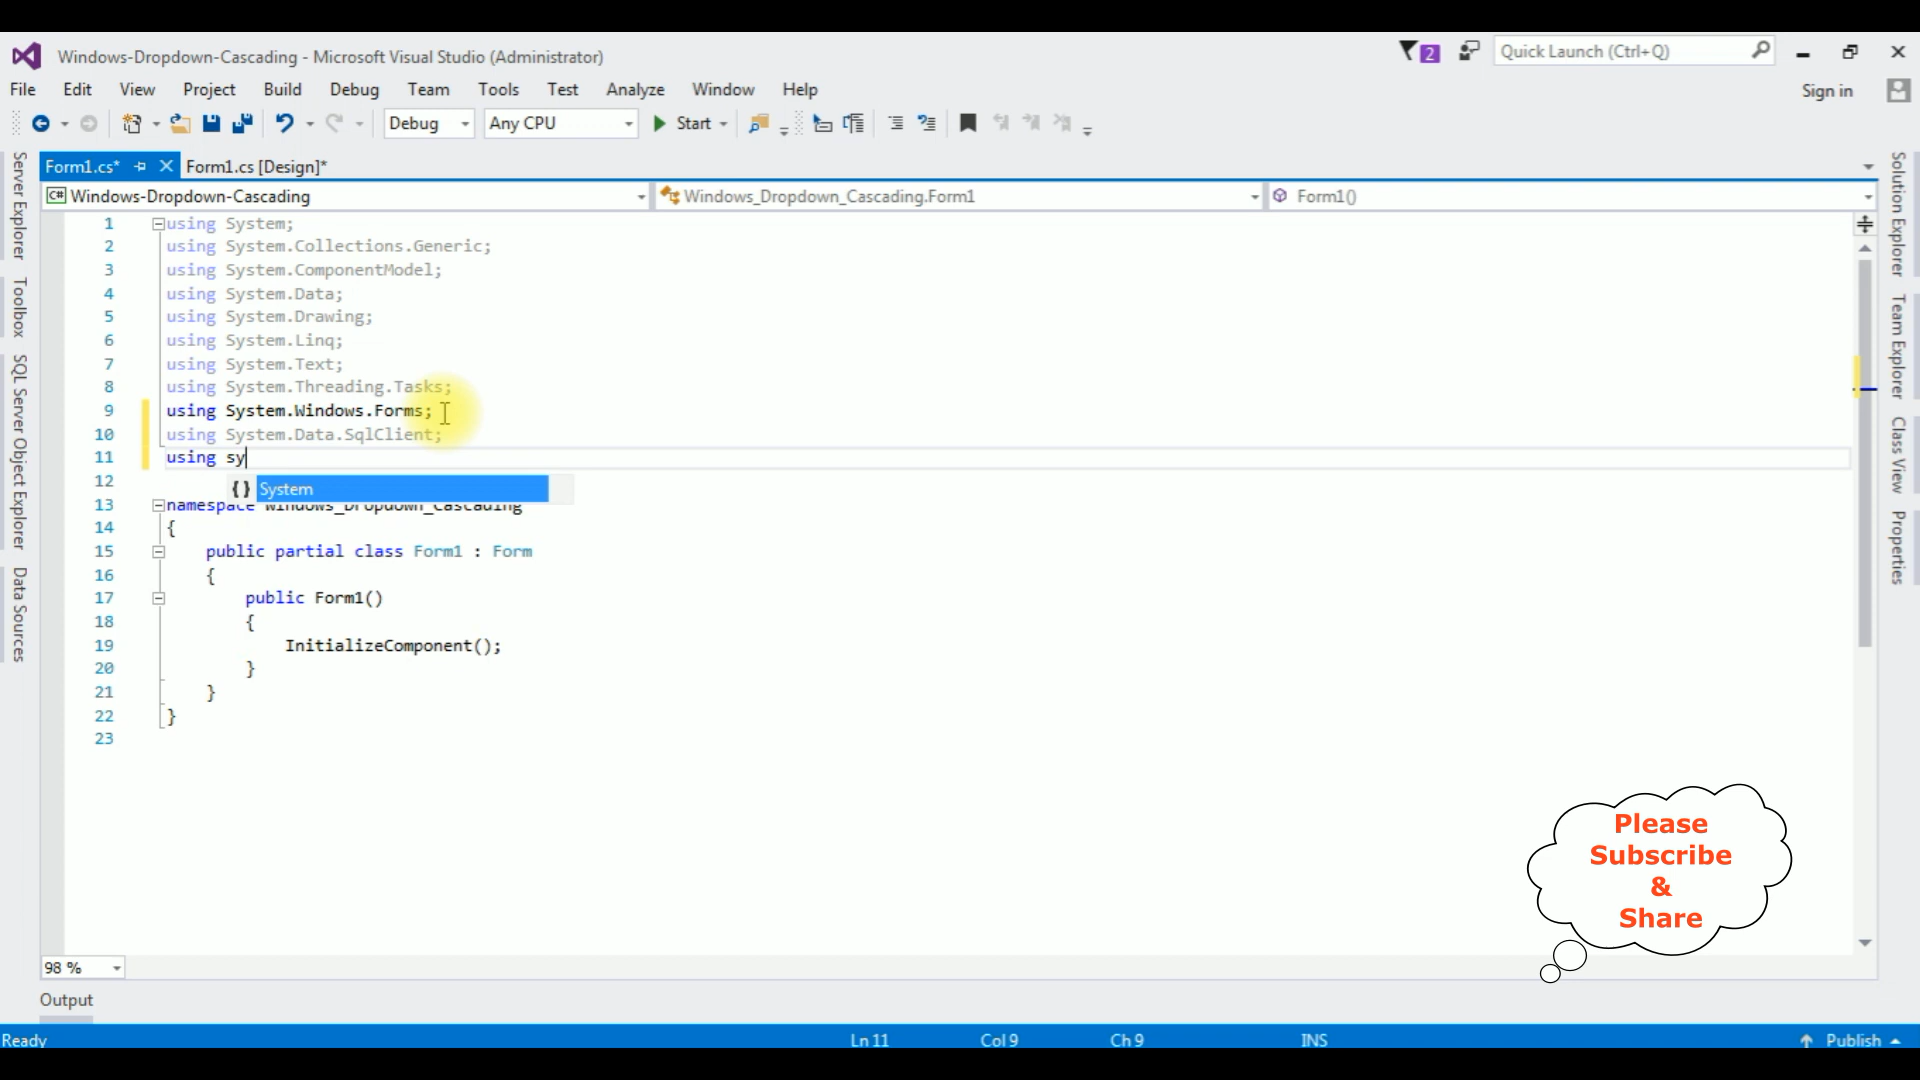 Windows-Dropdown-Cascading - Microsoft Visual Studio (Administrator)
2
Quick Launch (Ctrl+Q)
File Edit View Project Build Debug Team Tools Test Analyze Window Help
Sign in
Debug Any CPU Start
Form1.cs* Form1.cs [Design]*
C# Windows-Dropdown-Cascading Windows_Dropdown_Cascading.Form1 Form1()
Server Explorer
Toolbox
SQL Server Object Explorer
Data Sources
1 using System;
2 using System.Collections.Generic;
3 using System.ComponentModel;
4 using System.Data;
5 using System.Drawing;
6 using System.Linq;
7 using System.Text;
8 using System.Threading.Tasks;
9 using System.Windows.Forms;
10 using System.Data.SqlClient;
11 using sy
12
{ } System
13 namespace Windows_Dropdown_Cascading
14 {
15 public partial class Form1 : Form
16 {
17 public Form1()
18 {
19 InitializeComponent();
20 }
21 }
22 }
23
Solution Explorer
Team Explorer
Class View
Properties
Please
Subscribe
&
Share
98 %
Output
Ready Ln 11 Col 9 Ch 9 INS Publish